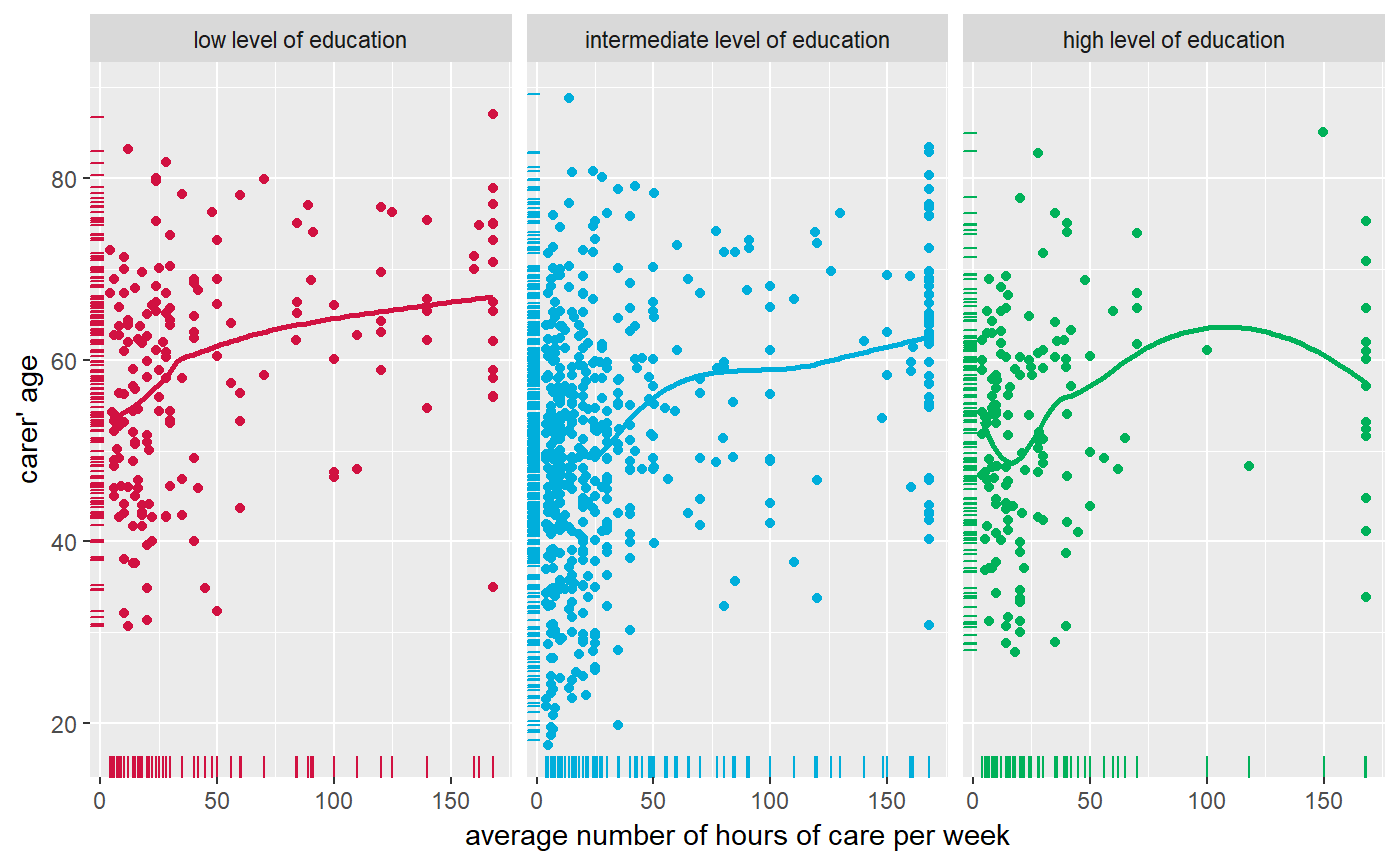 low level of education
intermediate level of education
high level of education
carer' age
80
60
40
20
0 50 100 150
0 50 100 150
0 50 100 150
average number of hours of care per week